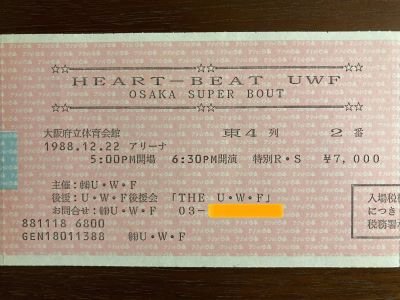 ☆☆――――――――――☆☆――――――――――☆☆
HEART-BEAT UWF
OSAKA SUPER BOUT
☆☆――――――――――☆☆――――――――――☆☆
大阪府立体育会館 東4列 2番
1988.12.22 アリーナ
5:00PM開場 6:30PM開演 特別R・S ¥7,000
主催:㈱U・W・F
後援:U・W・F後援会 「THE U・W・F」
お問合せ:㈱U・W・F 03-
881118 6800
GEN18011388 ㈱U・W・F
入場税
につき
税務署